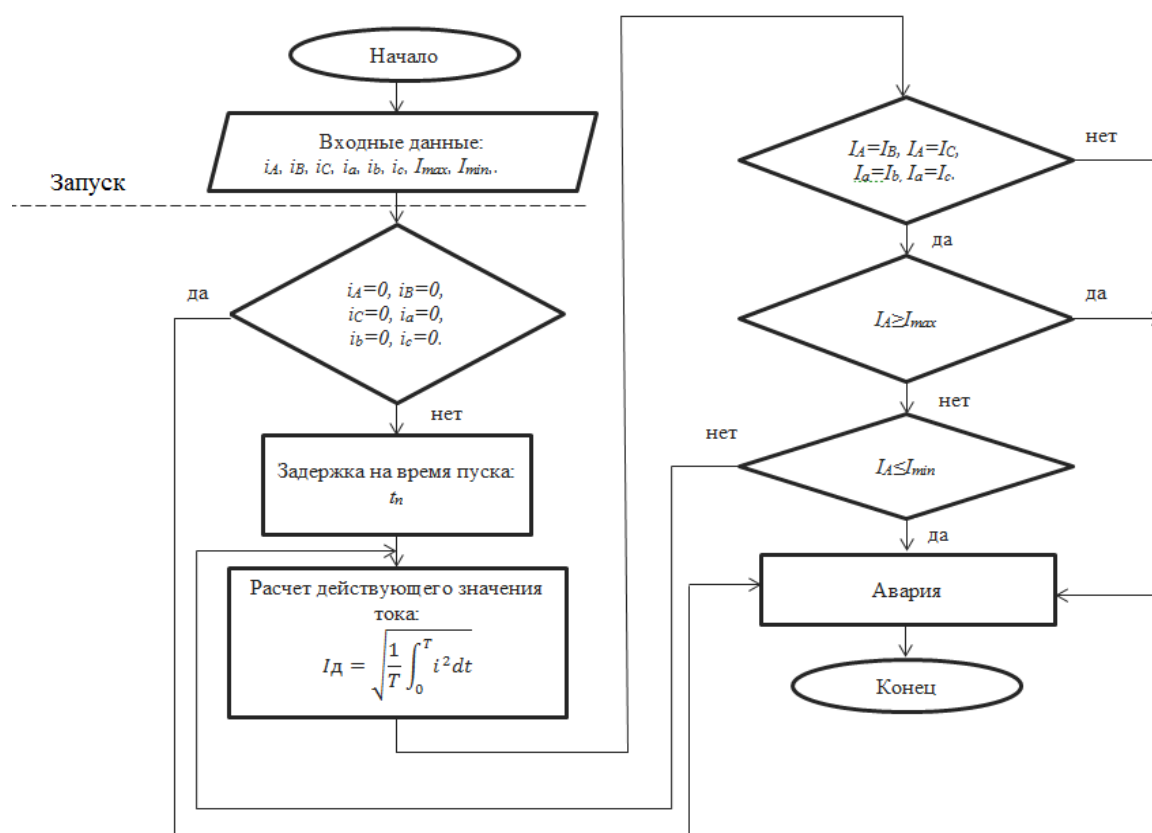 Начало
Входные данные:
iA, iB, iC, ia, ib, ic, Imax, Imin,.
Запуск
да
iA=0, iB=0,
iC=0, ia=0,
ib=0, ic=0.
нет
Задержка на время пуска:
tn
Расчет действующего значения
тока:
Iд = √(1/T ∫₀ᵀ i² dt)
IA=IB, IA=IC,
Ia=Ib, Ia=Ic.
нет
да
IA≥Imax
да
нет
нет
IA≤Imin
да
Авария
Конец